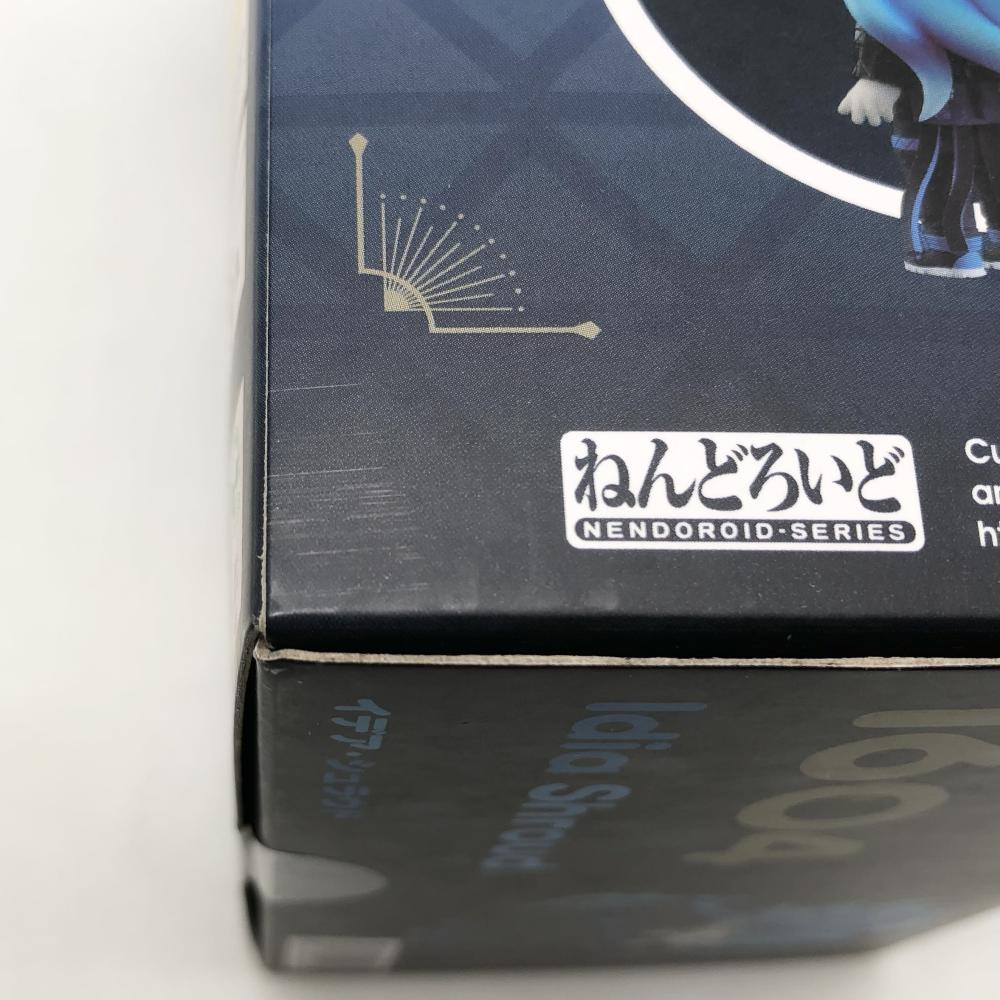 ねんどろいど
NENDOROID-SERIES
Cu
an
ht
1604
Idia Shroud
イデア・シュラウド